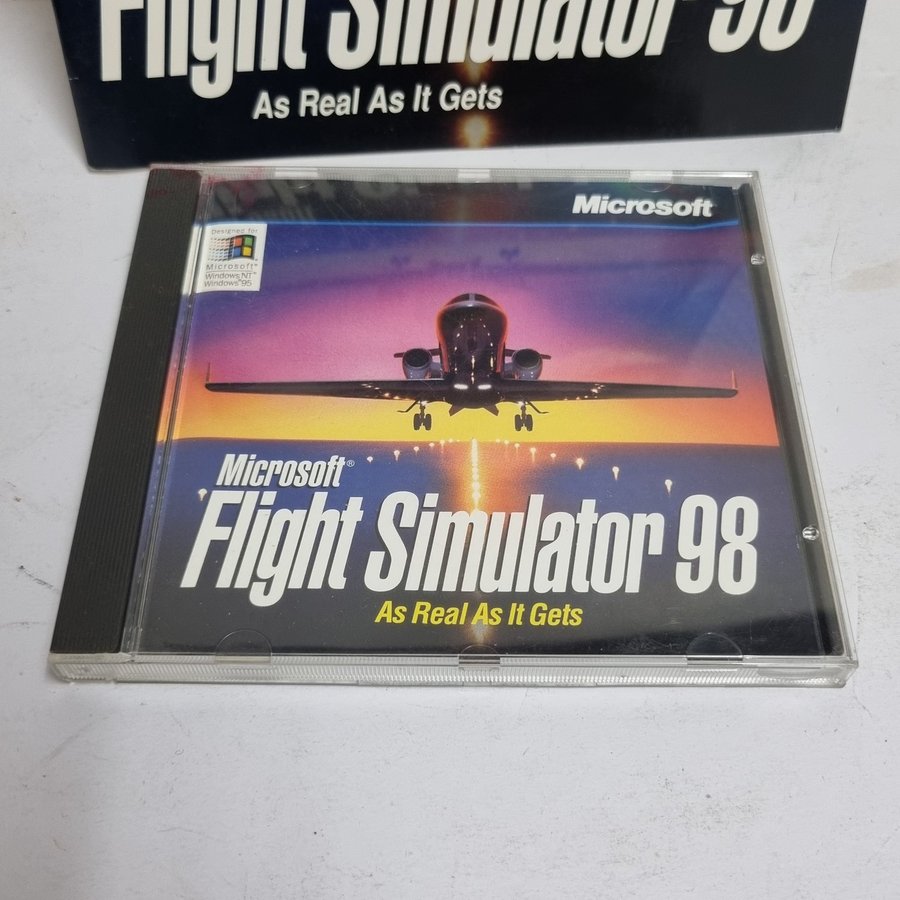 Flight Simulator 98
As Real As It Gets
Microsoft
Designed for
Microsoft®
Windows NT®
Windows®95
Microsoft®
Flight Simulator 98
As Real As It Gets